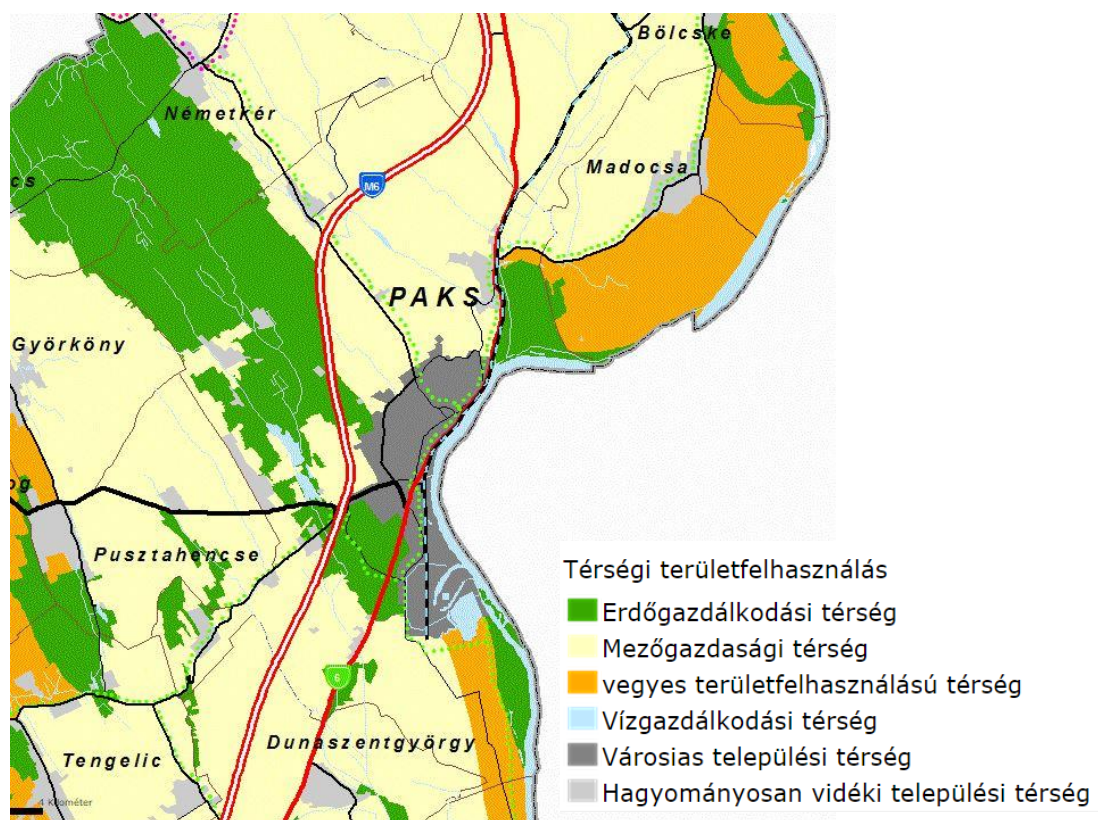 Bölcske
Németkér
Madocsa
cs
M6
PAKS
Györköny
og
Pusztahencse
6
Dunaszentgyörgy
Tengelic
Kilométer
Térségi területfelhasználás
Erdőgazdálkodási térség
Mezőgazdasági térség
vegyes területfelhasználású térség
Vízgazdálkodási térség
Városias települési térség
Hagyományosan vidéki települési térség